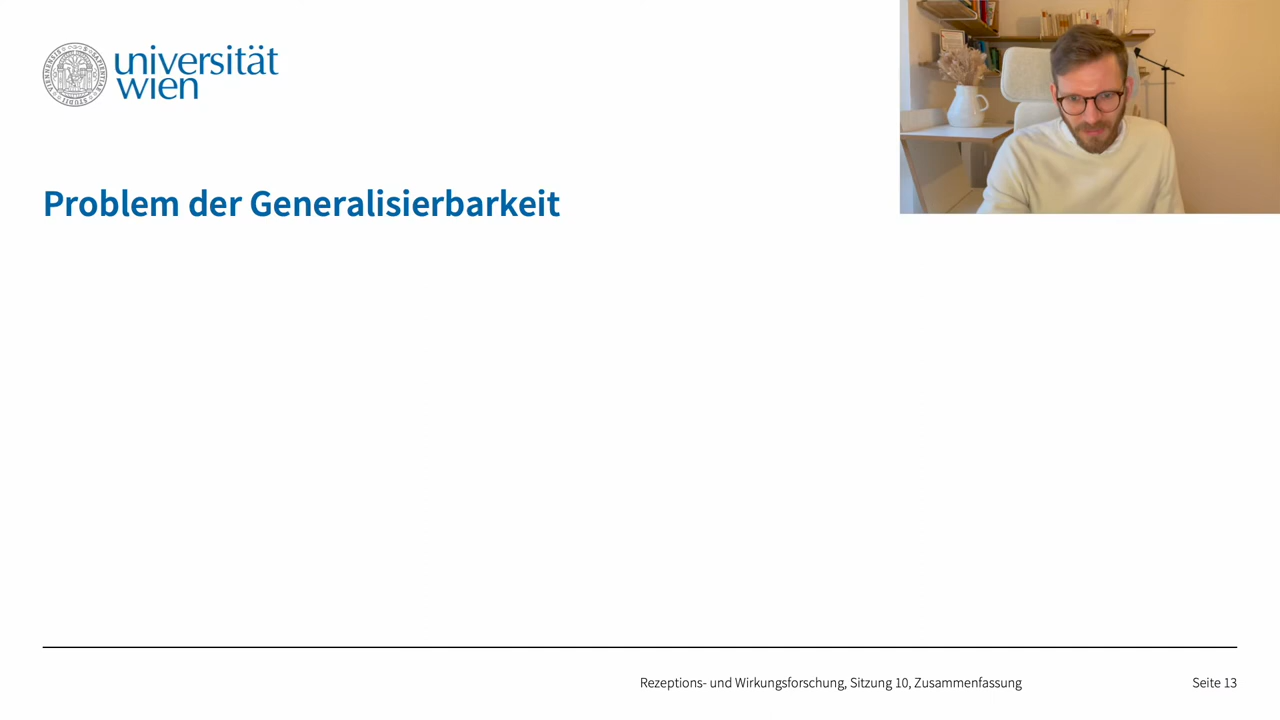 universität
wien
Problem der Generalisierbarkeit
Rezeptions- und Wirkungsforschung, Sitzung 10, Zusammenfassung
Seite 13